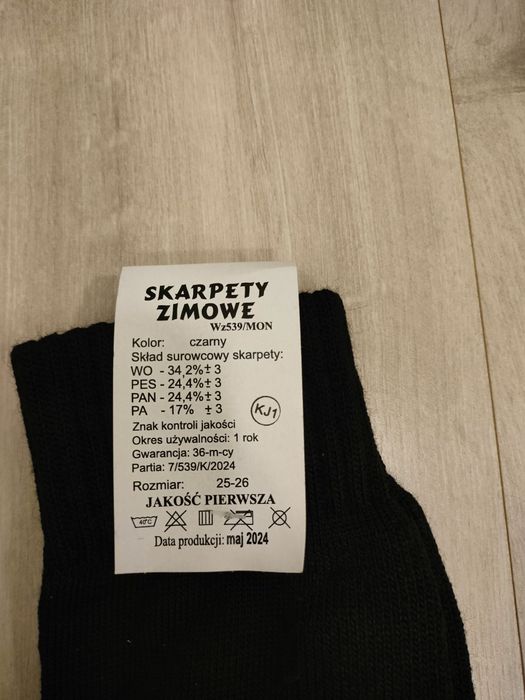 SKARPETY
ZIMOWE
Wz539/MON
Kolor: czarny
Skład surowcowy skarpety:
WO - 34,2% ± 3
PES - 24,4% ± 3
PAN - 24,4% ± 3
PA - 17% ± 3
KJ1
Znak kontroli jakości
Okres używalności: 1 rok
Gwarancja: 36-m-cy
Partia: 7/539/K/2024
Rozmiar: 25-26
JAKOŚĆ PIERWSZA
40°C
Data produkcji: maj 2024